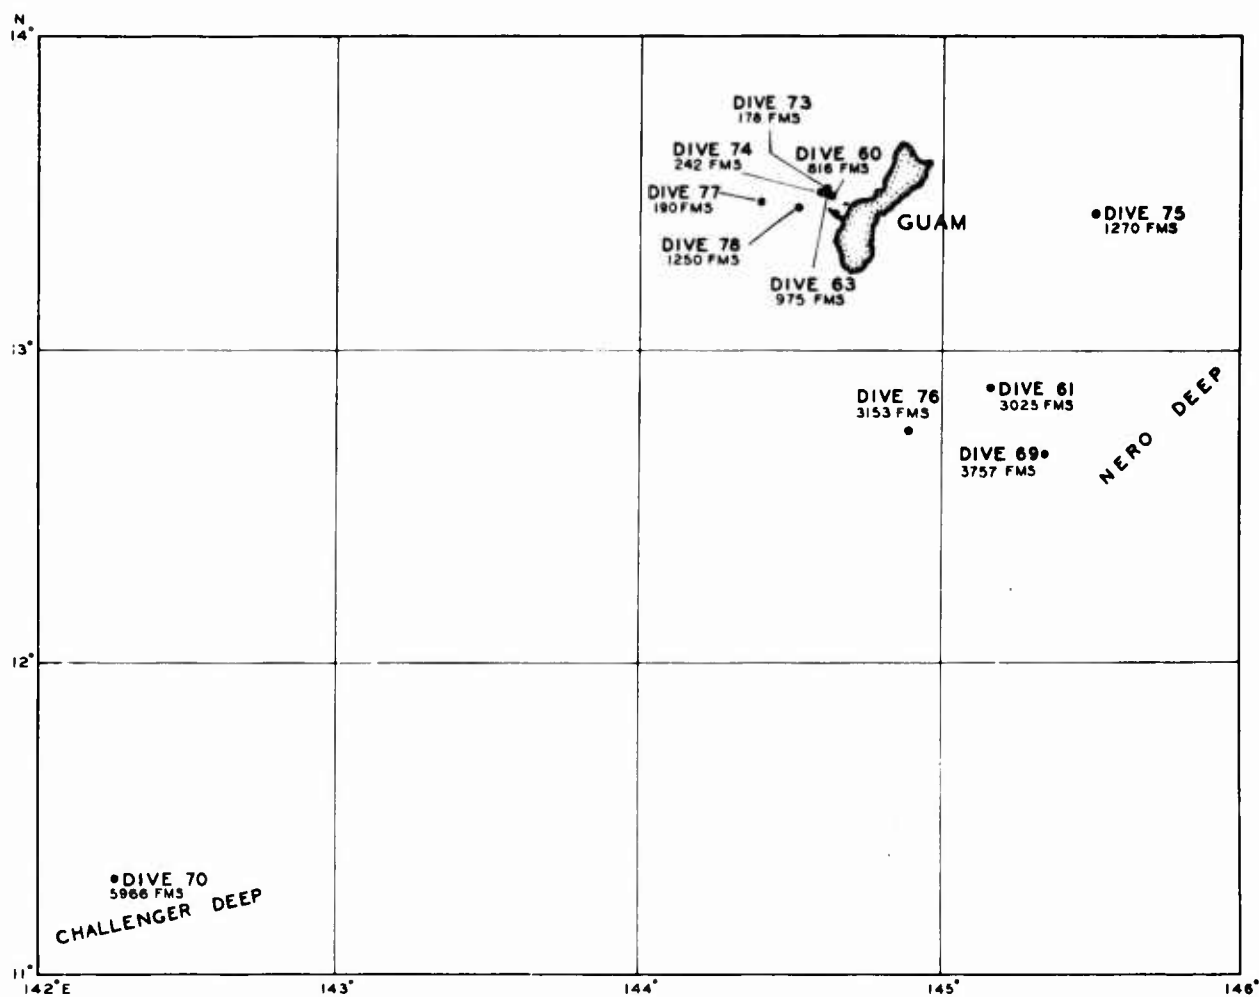 N
14°
DIVE 73
178 FMS
DIVE 74
242 FMS
DIVE 60
816 FMS
DIVE 77
190 FMS
GUAM
DIVE 75
1270 FMS
DIVE 78
1250 FMS
DIVE 63
975 FMS
13°
DIVE 76
3153 FMS
DIVE 61
3025 FMS
NERO DEEP
DIVE 69
3757 FMS
12°
DIVE 70
5966 FMS
CHALLENGER DEEP
11°
142°E
143°
144°
145°
146°